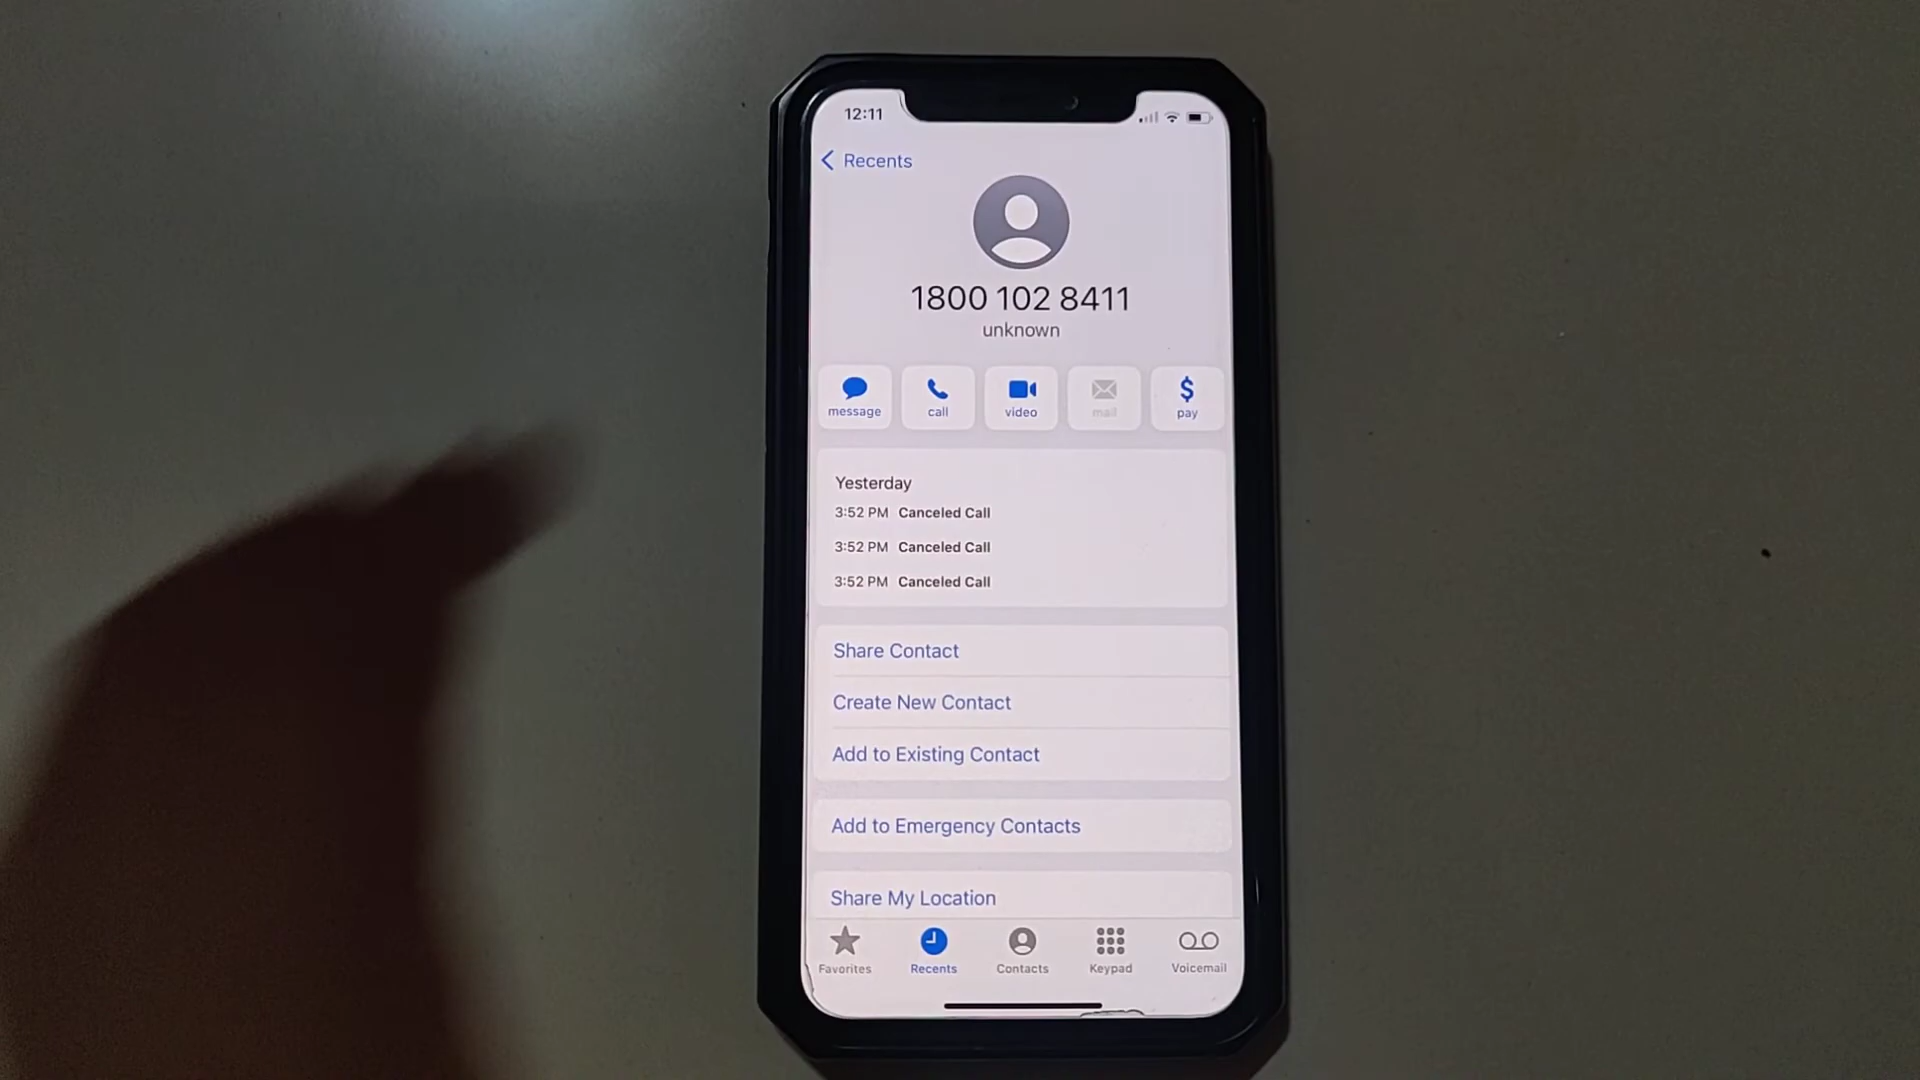 12:11
Recents
1800 102 8411
unknown
message call video mail pay
Yesterday
3:52 PM Canceled Call
3:52 PM Canceled Call
3:52 PM Canceled Call
Share Contact
Create New Contact
Add to Existing Contact
Add to Emergency Contacts
Share My Location
Favorites Recents Contacts Keypad Voicemail